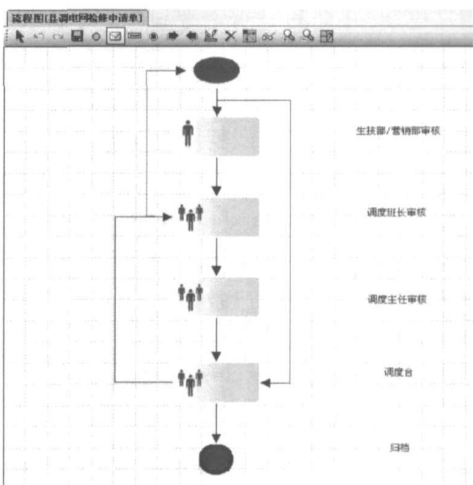 流程图[县调电网检修申请单]
生技部/营销部审核
调度班长审核
调度主任审核
调度台
归档